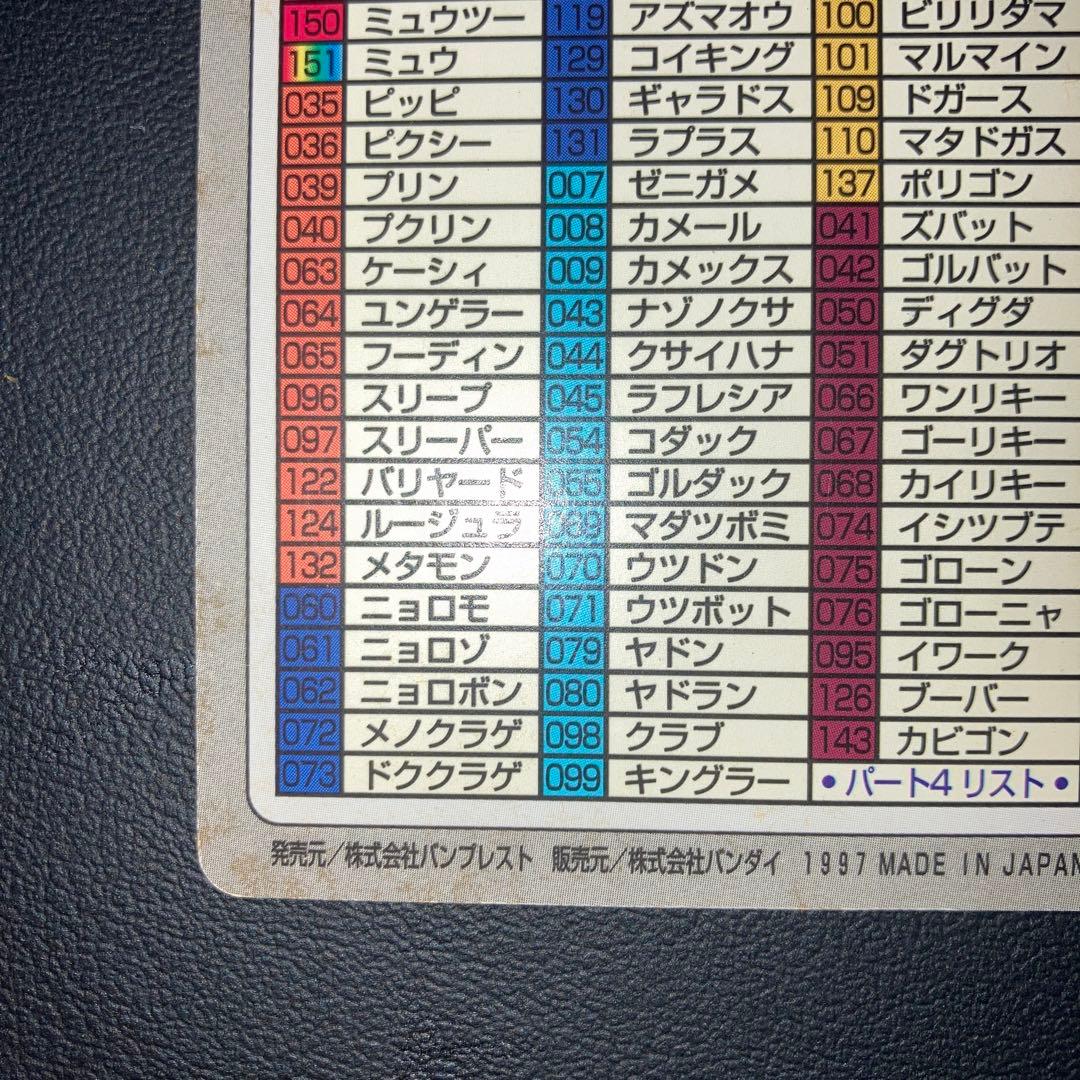 150 ミュウツー 119 アズマオウ 100 ビリリダマ
151 ミュウ 129 コイキング 101 マルマイン
035 ピッピ 130 ギャラドス 109 ドガース
036 ピクシー 131 ラプラス 110 マタドガス
039 プリン 007 ゼニガメ 137 ポリゴン
040 プクリン 008 カメール 041 ズバット
063 ケーシィ 009 カメックス 042 ゴルバット
064 ユンゲラー 043 ナゾノクサ 050 ディグダ
065 フーディン 044 クサイハナ 051 ダグトリオ
096 スリープ 045 ラフレシア 066 ワンリキー
097 スリーパー 054 コダック 067 ゴーリキー
122 バリヤード 055 ゴルダック 068 カイリキー
124 ルージュラ 069 マダツボミ 074 イシツブテ
132 メタモン 070 ウツドン 075 ゴローン
060 ニョロモ 071 ウツボット 076 ゴローニャ
061 ニョロゾ 079 ヤドン 095 イワーク
062 ニョロボン 080 ヤドラン 126 ブーバー
072 メノクラゲ 098 クラブ 143 カビゴン
073 ドククラゲ 099 キングラー •パート4 リスト•
発売元/株式会社バンプレスト 販売元/株式会社バンダイ 1997 MADE IN JAPAN